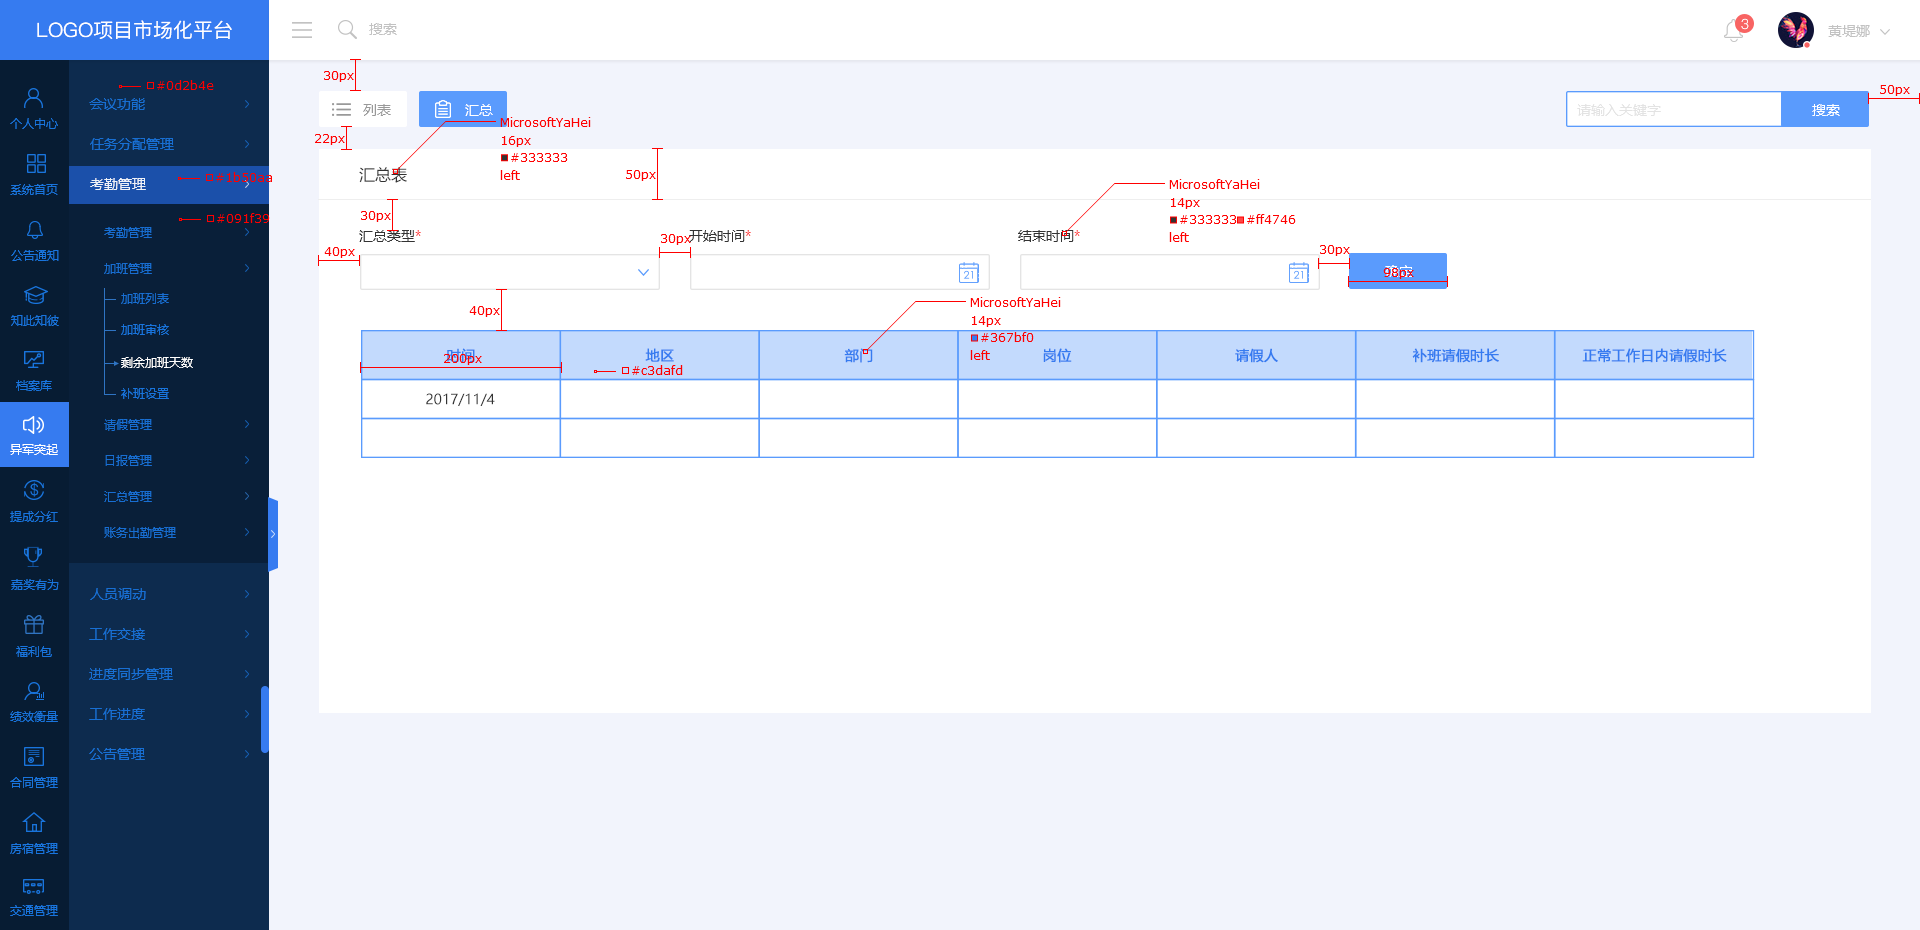 LOGO项目市场化平台
搜索
3
黄堤娜
个人中心
系统首页
公告通知
知此知彼
档案库
异军突起
提成分红
嘉奖有为
福利包
绩效衡量
合同管理
房宿管理
交通管理
#0d2b4e
会议功能
任务分配管理
考勤管理
#091f39
考勤管理
加班管理
加班列表
加班审核
剩余加班天数
补班设置
请假管理
日报管理
汇总管理
账务出勤管理
人员调动
工作交接
进度同步管理
工作进度
公告管理
30px
列表
汇总
请输入关键字
搜索
50px
22px
MicrosoftYaHei
16px
#333333
left
汇总表
50px
MicrosoftYaHei
14px
#333333 #ff4746
left
30px
汇总类型*
30px
开始时间*
结束时间*
40px
21
21
30px
98px
40px
MicrosoftYaHei
14px
#367bf0
left
时间
地区
部门
岗位
请假人
补班请假时长
正常工作日内请假时长
200px
#c3dafd
2017/11/4